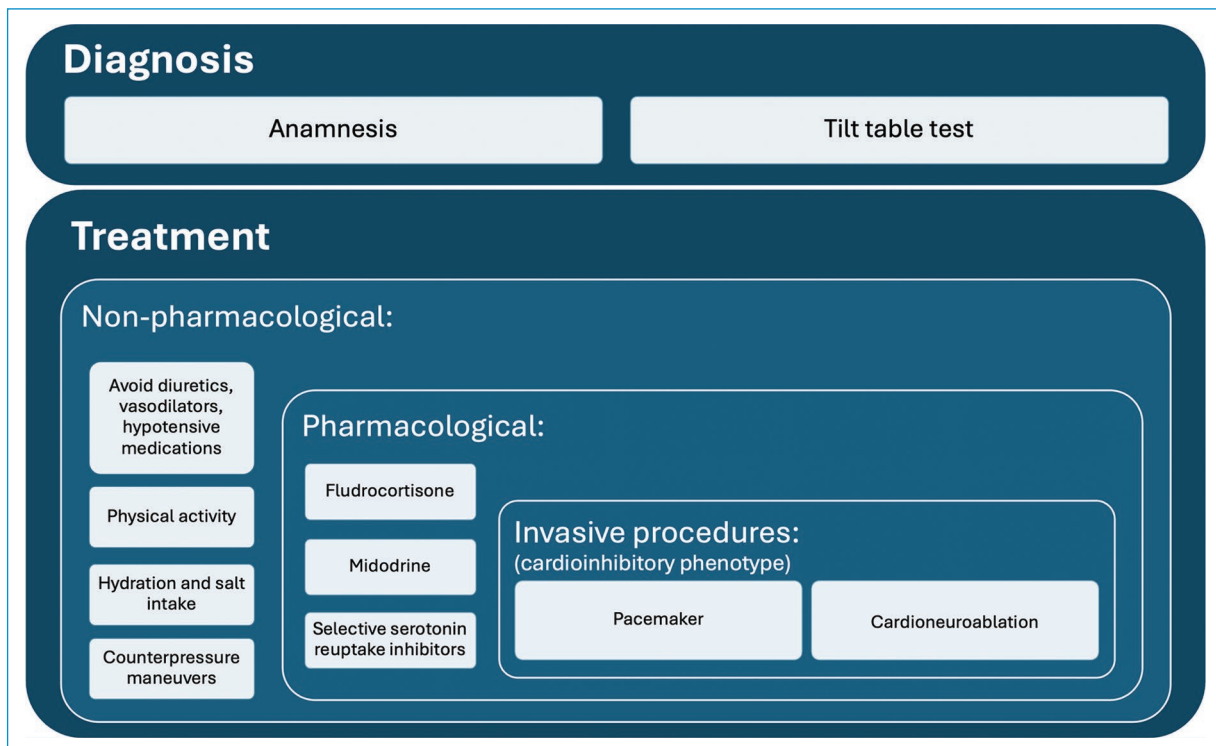 Diagnosis
Anamnesis
Tilt table test
Treatment
Non-pharmacological:
Avoid diuretics,
vasodilators,
hypotensive
medications
Physical activity
Hydration and salt
intake
Counterpressure
maneuvers
Pharmacological:
Fludrocortisone
Midodrine
Selective serotonin
reuptake inhibitors
Invasive procedures:
(cardioinhibitory phenotype)
Pacemaker
Cardioneuroablation